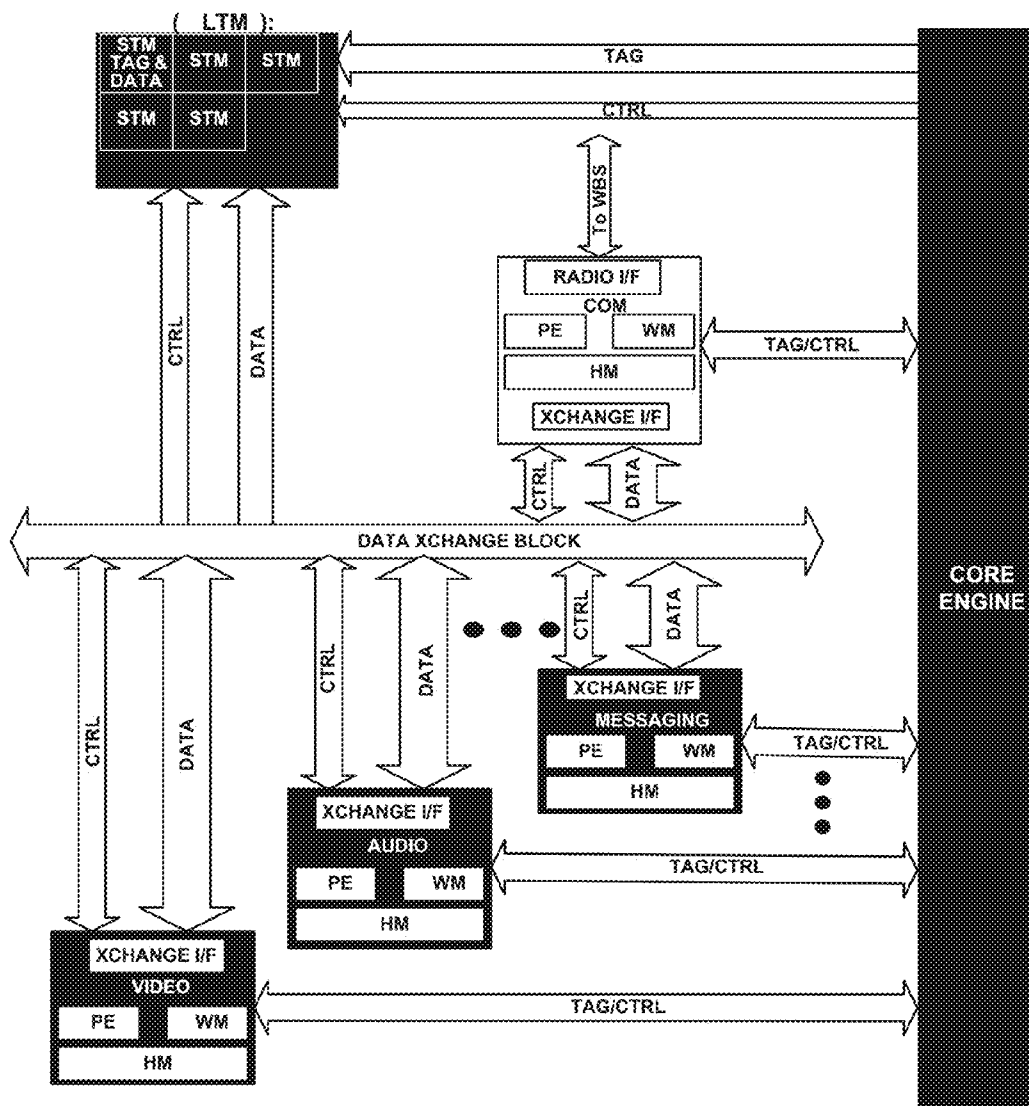 ( LTM ):
STM
TAG &
DATA
STM
STM
STM
STM
TAG
CTRL
To WBS
RADIO I/F
COM
PE
WM
HM
XCHANGE I/F
TAG/CTRL
CTRL
DATA
CTRL
DATA
DATA XCHANGE BLOCK
CORE
ENGINE
CTRL
DATA
CTRL
DATA
CTRL
DATA
XCHANGE I/F
MESSAGING
PE
WM
HM
TAG/CTRL
XCHANGE I/F
AUDIO
PE
WM
HM
TAG/CTRL
XCHANGE I/F
VIDEO
PE
WM
HM
TAG/CTRL